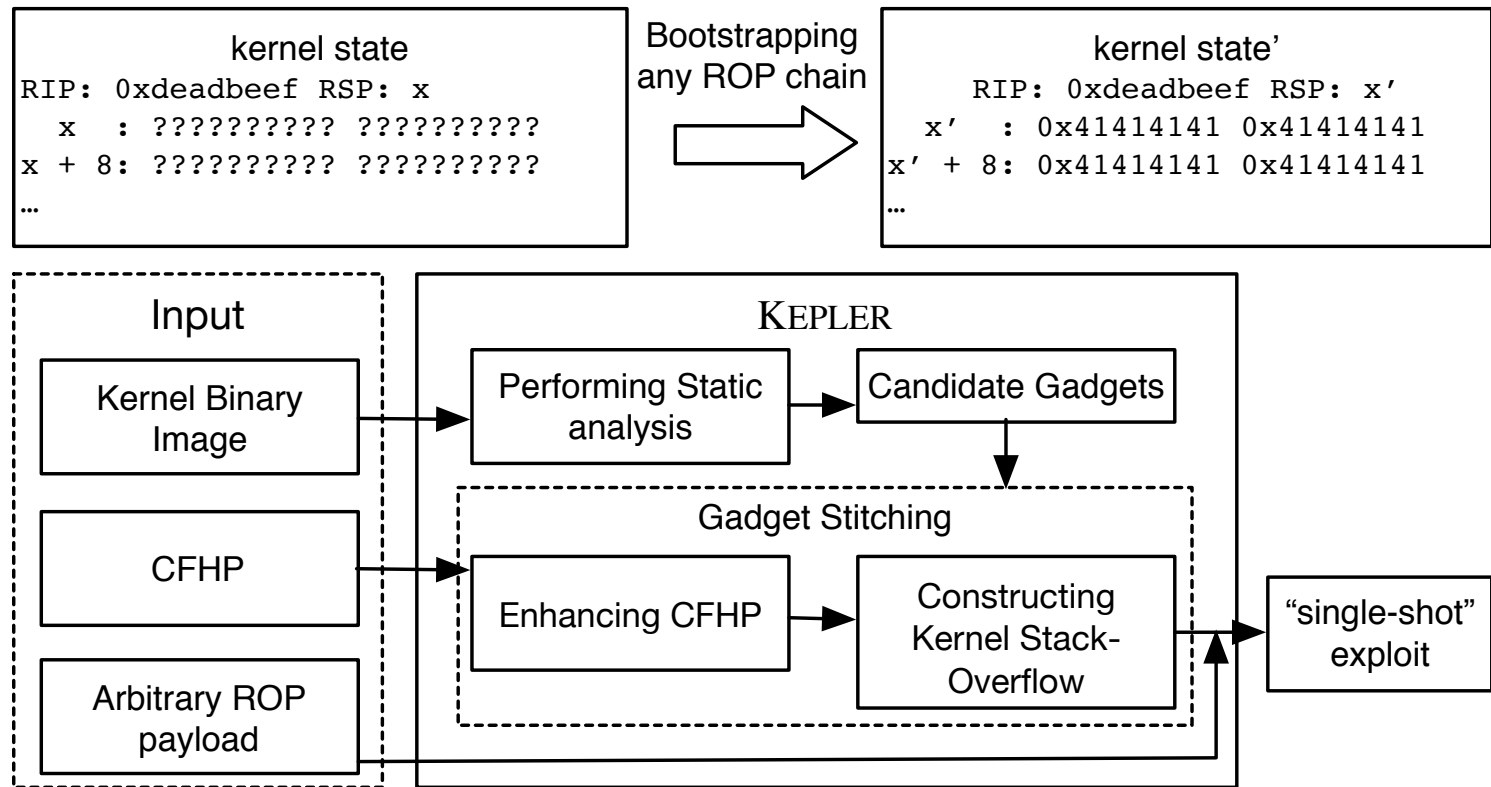 kernel state
RIP: 0xdeadbeef RSP: x
x : ?????????? ??????????
x + 8: ?????????? ??????????
…
Bootstrapping
any ROP chain
kernel state’
RIP: 0xdeadbeef RSP: x’
x’ : 0x41414141 0x41414141
x’ + 8: 0x41414141 0x41414141
…
Input
Kernel Binary
Image
CFHP
Arbitrary ROP
payload
KEPLER
Performing Static
analysis
Candidate Gadgets
Gadget Stitching
Enhancing CFHP
Constructing
Kernel Stack-
Overflow
“single-shot”
exploit